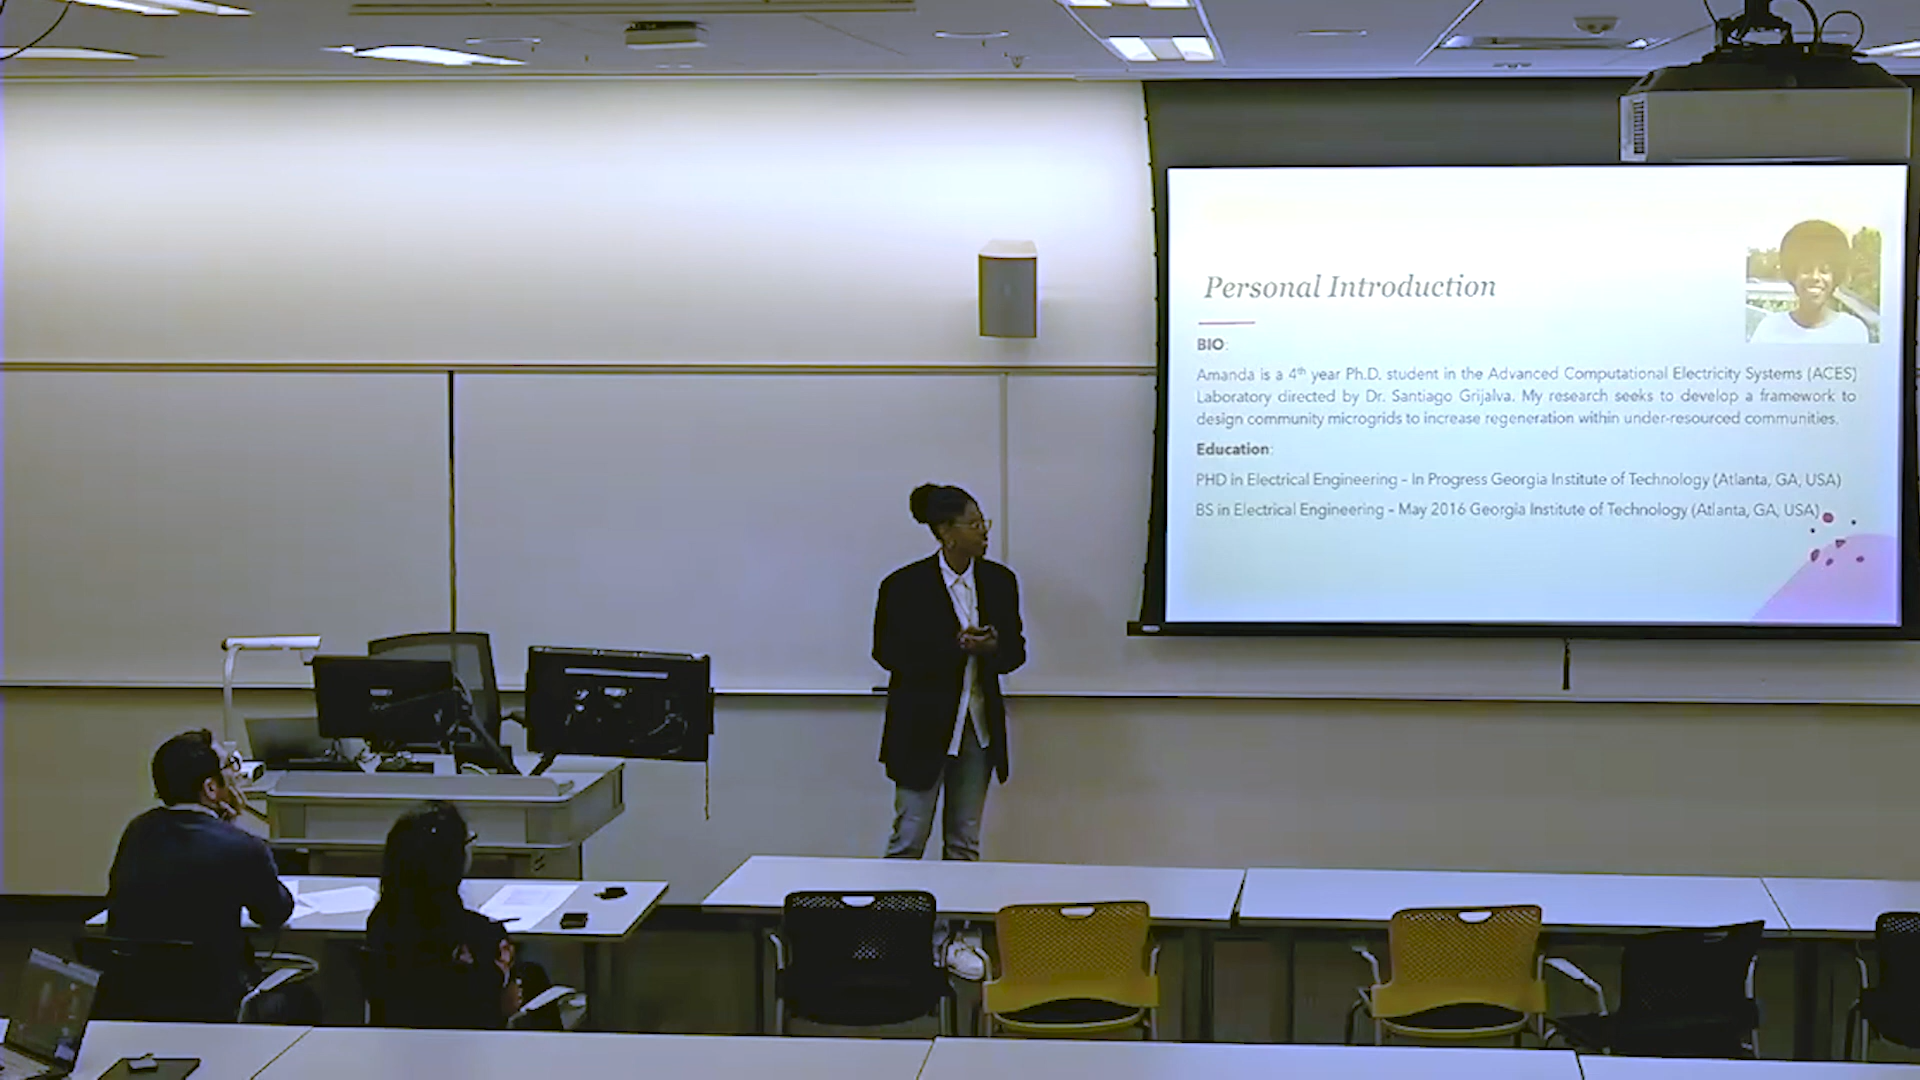 Personal Introduction
BIO:
Amanda is a 4th year Ph.D. student in the Advanced Computational Electricity Systems (ACES)
Laboratory directed by Dr. Santiago Grijalva. My research seeks to develop a framework to
design community microgrids to increase regeneration within under-resourced communities.
Education:
PHD in Electrical Engineering - In Progress Georgia Institute of Technology (Atlanta, GA, USA)
BS in Electrical Engineering - May 2016 Georgia Institute of Technology (Atlanta, GA, USA)